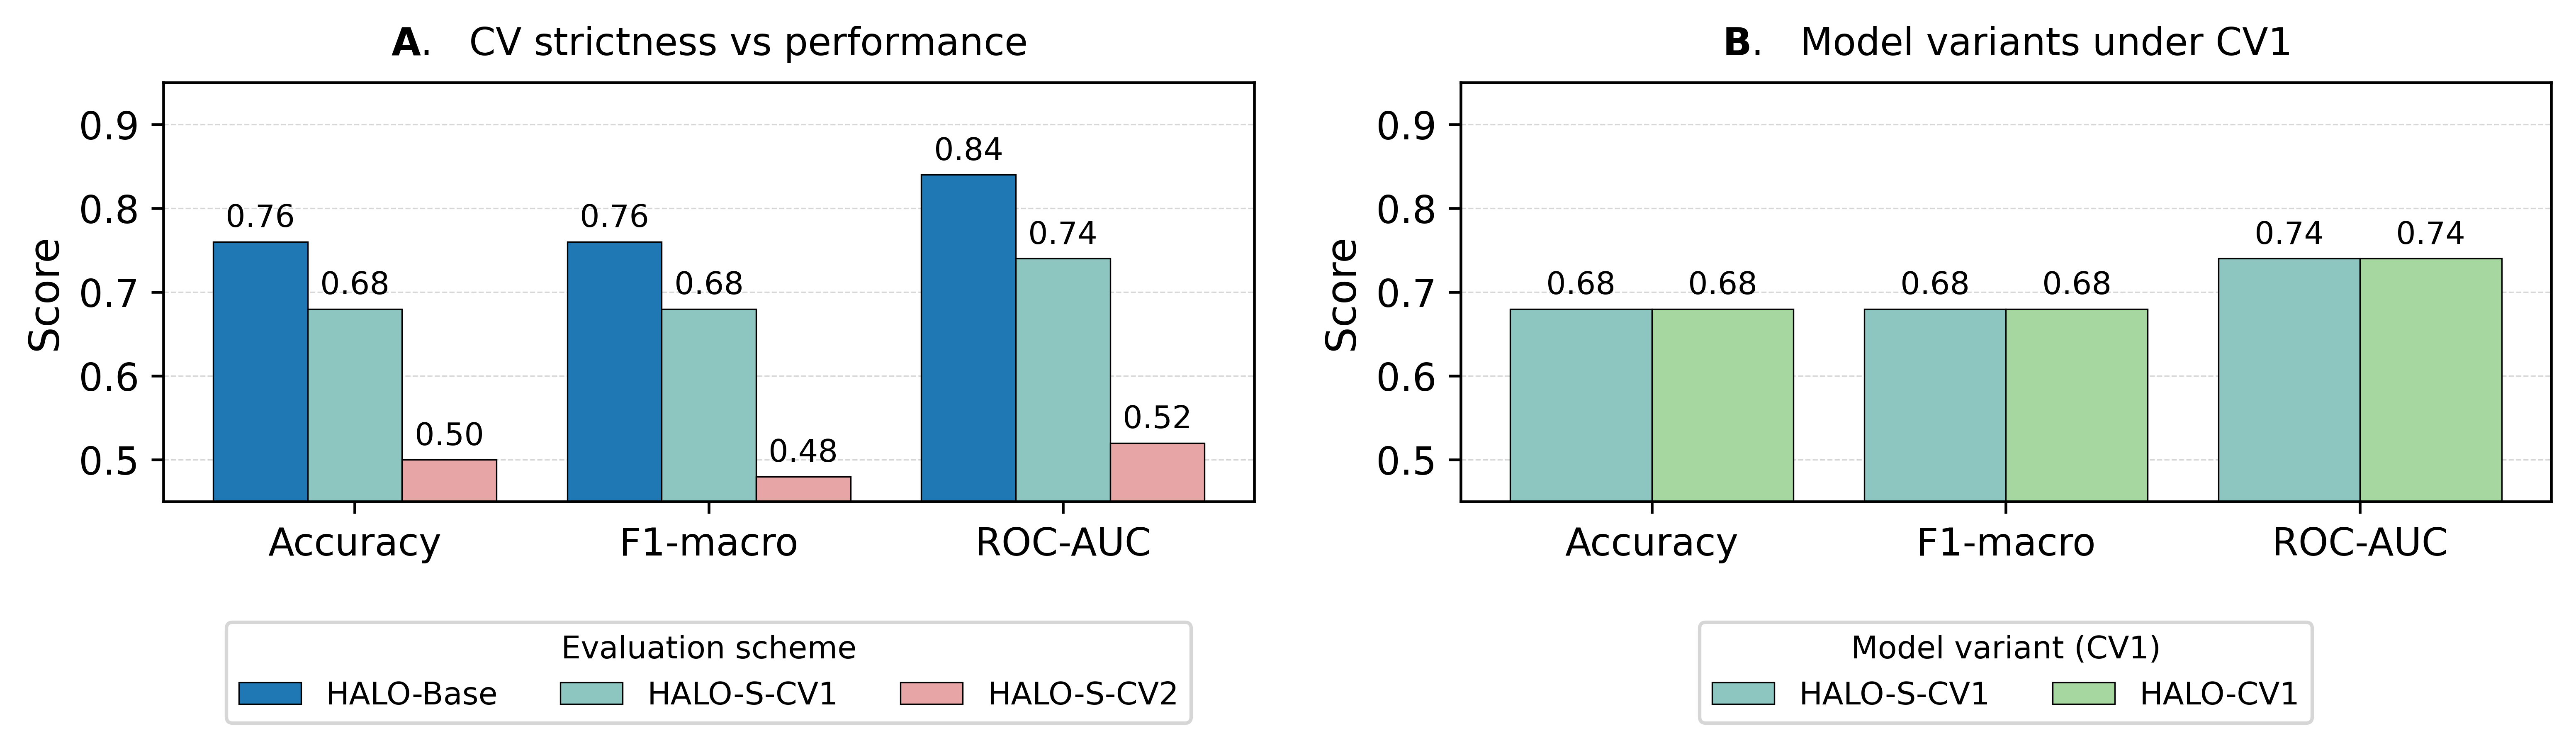 A. CV strictness vs performance
Score
0.9
0.8
0.7
0.6
0.5
0.76
0.68
0.50
0.76
0.68
0.48
0.84
0.74
0.52
Accuracy
F1-macro
ROC-AUC
Evaluation scheme
HALO-Base
HALO-S-CV1
HALO-S-CV2
B. Model variants under CV1
Score
0.9
0.8
0.7
0.6
0.5
0.68
0.68
0.68
0.68
0.74
0.74
Accuracy
F1-macro
ROC-AUC
Model variant (CV1)
HALO-S-CV1
HALO-CV1